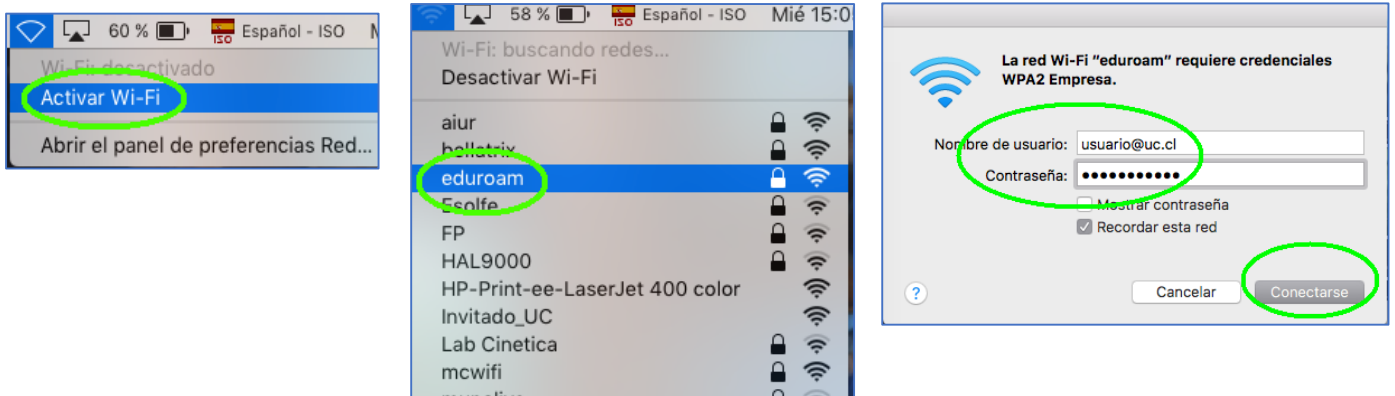 60 % ISO Español - ISO
Wi-Fi: desactivado
Activar Wi-Fi
Abrir el panel de preferencias Red...
58 % ISO Español - ISO Mié 15:0
Wi-Fi: buscando redes...
Desactivar Wi-Fi
aiur
bellatrix
eduroam
Esolfe
FP
HAL9000
HP-Print-ee-LaserJet 400 color
Invitado_UC
Lab Cinetica
mcwifi
La red Wi-Fi "eduroam" requiere credenciales
WPA2 Empresa.
Nombre de usuario: usuario@uc.cl
Contraseña: •••••••••••
Mostrar contraseña
Recordar esta red
? Cancelar Conectarse